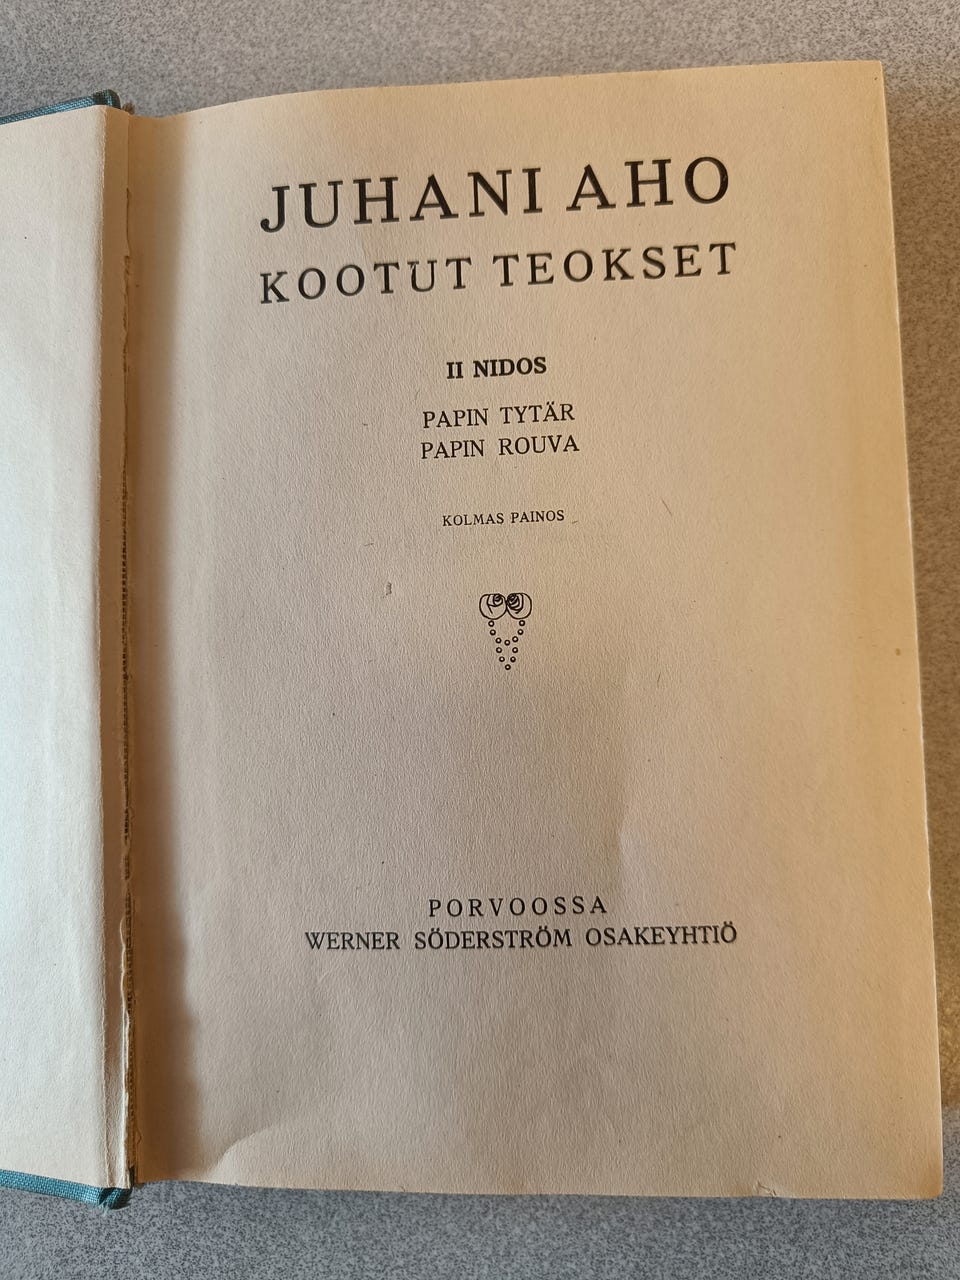 JUHANI AHO
KOOTUT TEOKSET
II NIDOS
PAPIN TYTÄR
PAPIN ROUVA
KOLMAS PAINOS
PORVOOSSA
WERNER SÖDERSTRÖM OSAKEYHTIÖ